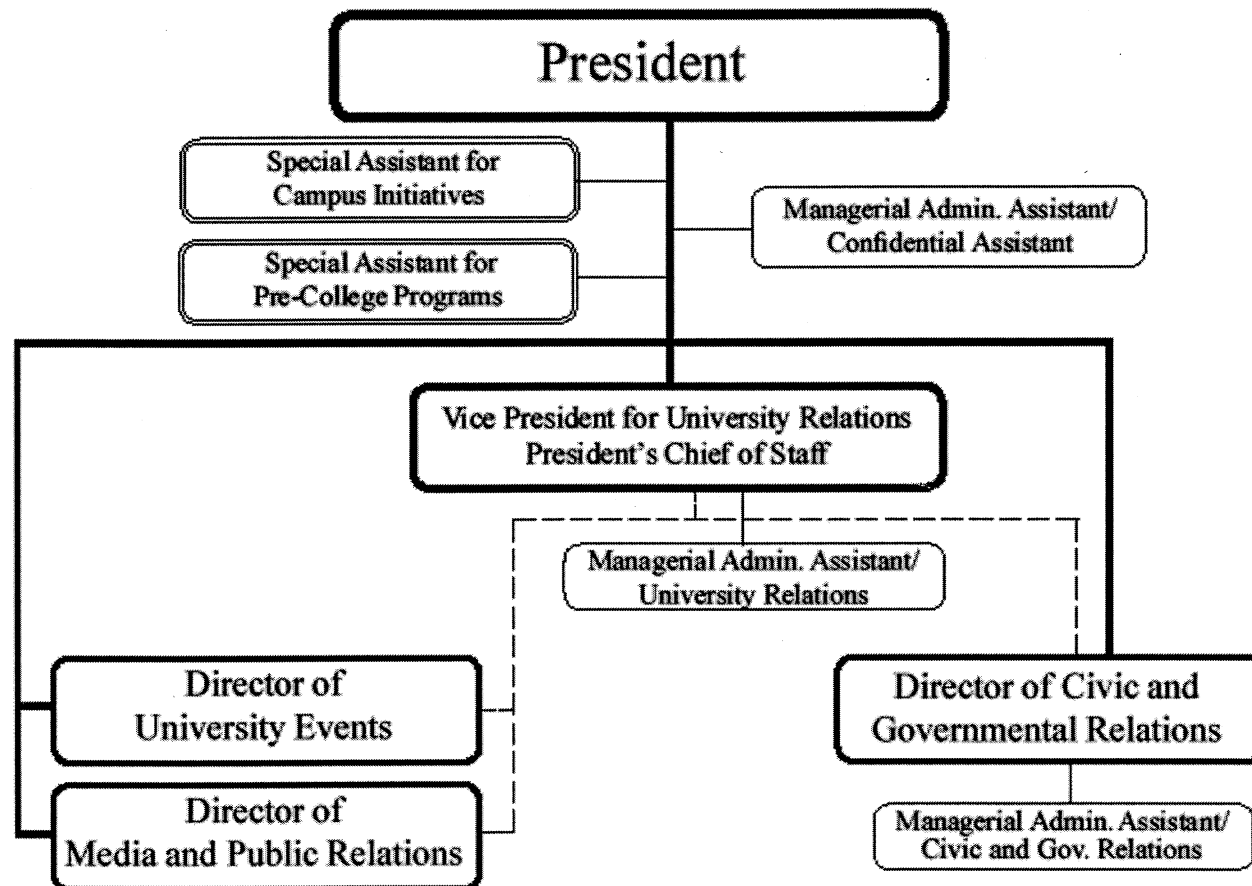 President
Special Assistant for
Campus Initiatives
Managerial Admin. Assistant/
Confidential Assistant
Special Assistant for
Pre-College Programs
Vice President for University Relations
President's Chief of Staff
Managerial Admin. Assistant/
University Relations
Director of
University Events
Director of Civic and
Governmental Relations
Director of
Media and Public Relations
Managerial Admin. Assistant/
Civic and Gov. Relations